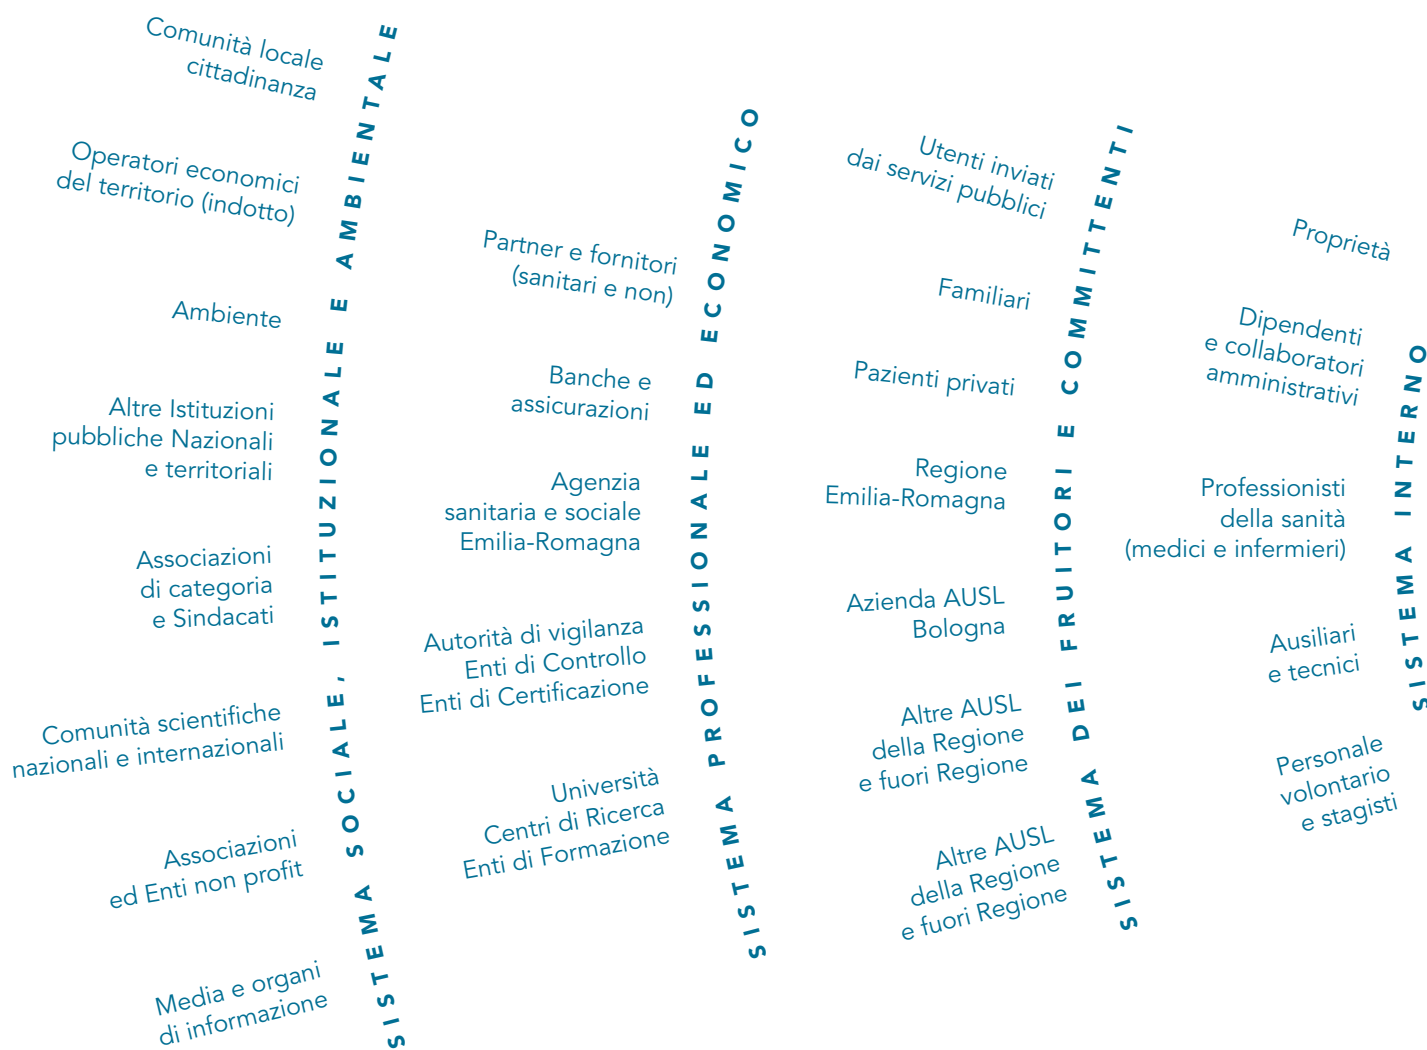 Comunità locale
cittadinanza
Operatori economici
del territorio (indotto)
Ambiente
Altre Istituzioni
pubbliche Nazionali
e territoriali
Associazioni
di categoria
e Sindacati
Comunità scientifiche
nazionali e internazionali
Associazioni
ed Enti non profit
Media e organi
di informazione
SISTEMA SOCIALE, ISTITUZIONALE E AMBIENTALE
Partner e fornitori
(sanitari e non)
Banche e
assicurazioni
Agenzia
sanitaria e sociale
Emilia-Romagna
Autorità di vigilanza
Enti di Controllo
Enti di Certificazione
Università
Centri di Ricerca
Enti di Formazione
SISTEMA PROFESSIONALE ED ECONOMICO
Utenti inviati
dai servizi pubblici
Familiari
Pazienti privati
Regione
Emilia-Romagna
Azienda AUSL
Bologna
Altre AUSL
della Regione
e fuori Regione
Altre AUSL
della Regione
e fuori Regione
SISTEMA DEI FRUITORI E COMMITTENTI
Proprietà
Dipendenti
e collaboratori
amministrativi
Professionisti
della sanità
(medici e infermieri)
Ausiliari
e tecnici
Personale
volontario
e stagisti
SISTEMA INTERNO